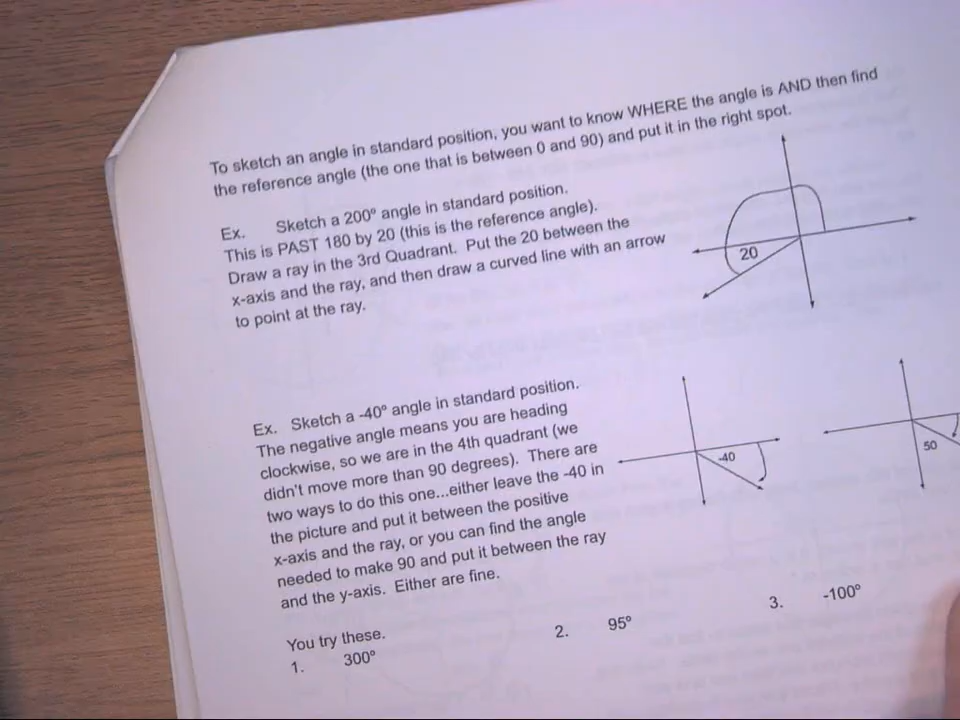 To sketch an angle in standard position, you want to know WHERE the angle is AND then find
the reference angle (the one that is between 0 and 90) and put it in the right spot.
Ex. Sketch a 200º angle in standard position.
This is PAST 180 by 20 (this is the reference angle).
Draw a ray in the 3rd Quadrant. Put the 20 between the
x-axis and the ray, and then draw a curved line with an arrow
to point at the ray.
20
Ex. Sketch a -40º angle in standard position.
The negative angle means you are heading
clockwise, so we are in the 4th quadrant (we
didn't move more than 90 degrees). There are
two ways to do this one...either leave the -40 in
the picture and put it between the positive
x-axis and the ray, or you can find the angle
needed to make 90 and put it between the ray
and the y-axis. Either are fine.
-40
50
You try these.
1. 300º
2. 95º
3. -100º